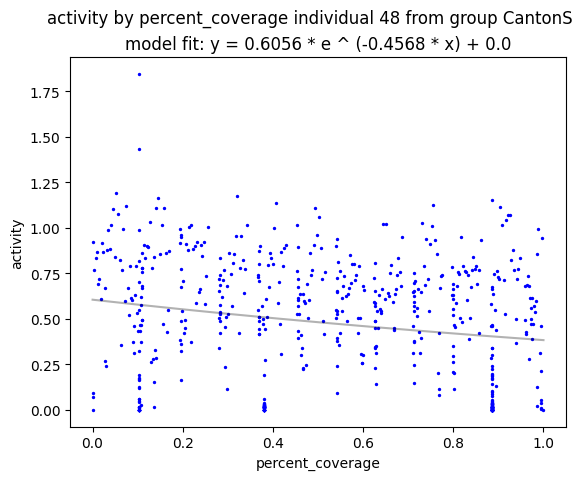 activity by percent_coverage individual 48 from group CantonS
model fit: y = 0.6056 * e ^ (-0.4568 * x) + 0.0
1.75
1.50
1.25
1.00
0.75
0.50
0.25
0.00
activity
0.0 0.2 0.4 0.6 0.8 1.0
percent_coverage